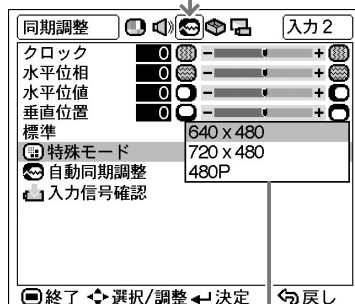 同期調整 入力2
クロック 0 - +
水平位相 0 - +
水平位値 0 - +
垂直位置 0 - +
標準
特殊モード
自動同期調整
入力信号確認
640 x 480
720 x 480
480P
終了 選択/調整 決定 戻し